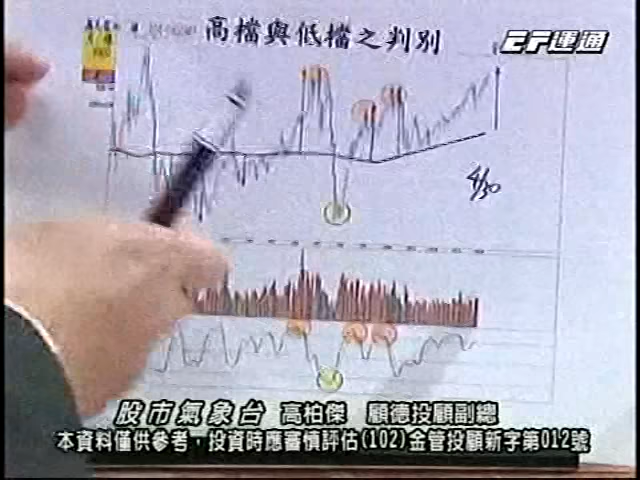 高檔與低檔之判別
ET運通
4/30
股市氣象台 高柏傑 顧德投顧副總
本資料僅供參考，投資時應審慎評估(102)金管投顧新字第012號